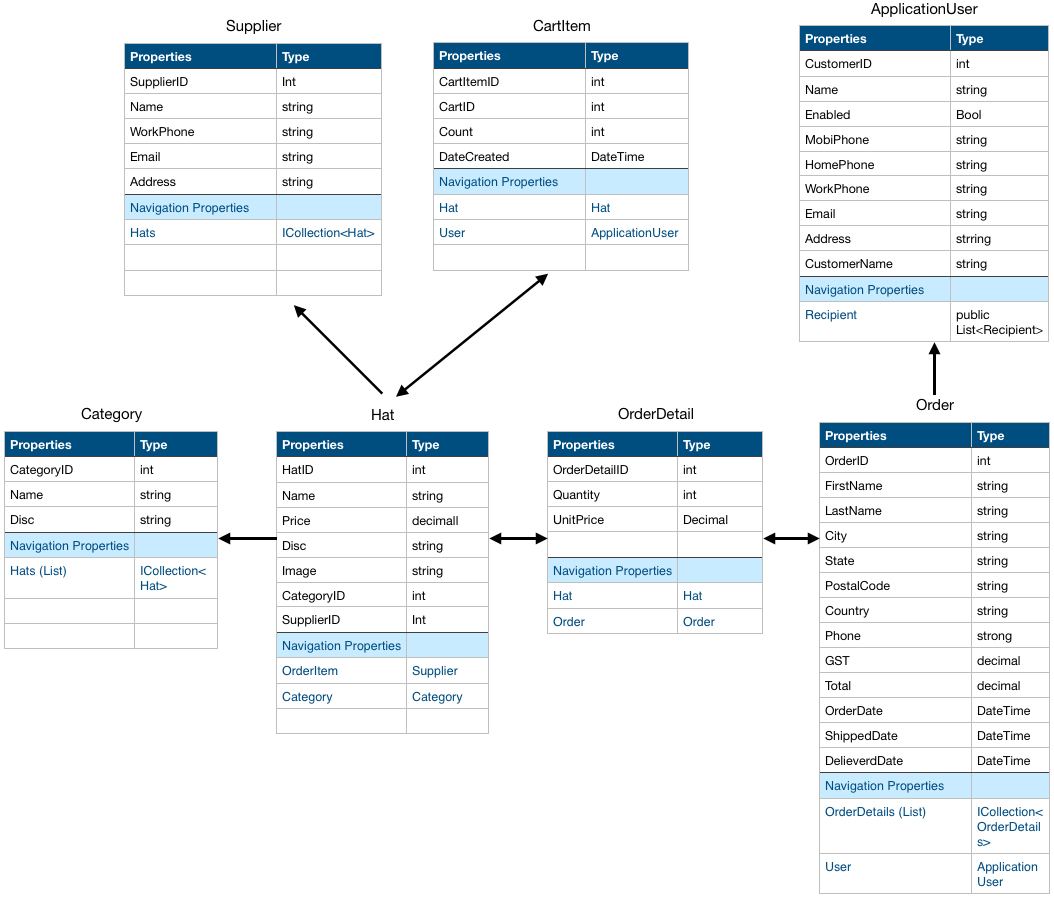 Supplier
Properties Type
SupplierID Int
Name string
WorkPhone string
Email string
Address string
Navigation Properties
Hats ICollection<Hat>
CartItem
Properties Type
CartItemID int
CartID int
Count int
DateCreated DateTime
Navigation Properties
Hat Hat
User ApplicationUser
ApplicationUser
Properties Type
CustomerID int
Name string
Enabled Bool
MobiPhone string
HomePhone string
WorkPhone string
Email string
Address strring
CustomerName string
Navigation Properties
Recipient public
List<Recipient>
Category
Properties Type
CategoryID int
Name string
Disc string
Navigation Properties
Hats (List) ICollection<
Hat>
Hat
Properties Type
HatID int
Name string
Price decimall
Disc string
Image string
CategoryID int
SupplierID Int
Navigation Properties
OrderItem Supplier
Category Category
OrderDetail
Properties Type
OrderDetailID int
Quantity int
UnitPrice Decimal
Navigation Properties
Hat Hat
Order Order
Order
Properties Type
OrderID int
FirstName string
LastName string
City string
State string
PostalCode string
Country string
Phone strong
GST decimal
Total decimal
OrderDate DateTime
ShippedDate DateTime
DelieverdDate DateTime
Navigation Properties
OrderDetails (List) ICollection<
OrderDetail
s>
User Application
User